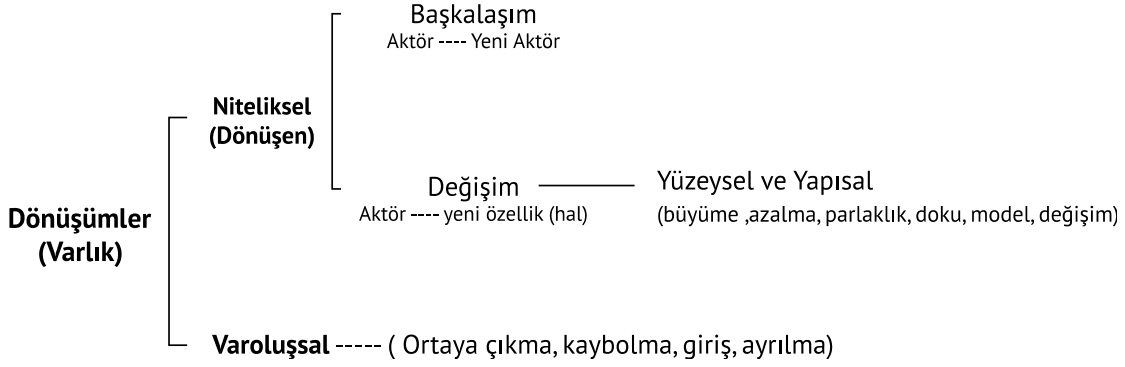 Başkalaşım
Aktör ---- Yeni Aktör
Niteliksel
(Dönüşen)
Değişim
Aktör ---- yeni özellik (hal)
Yüzeysel ve Yapısal
(büyüme ,azalma, parlaklık, doku, model, değişim)
Dönüşümler
(Varlık)
Varoluşsal ----- ( Ortaya çıkma, kaybolma, giriş, ayrılma)